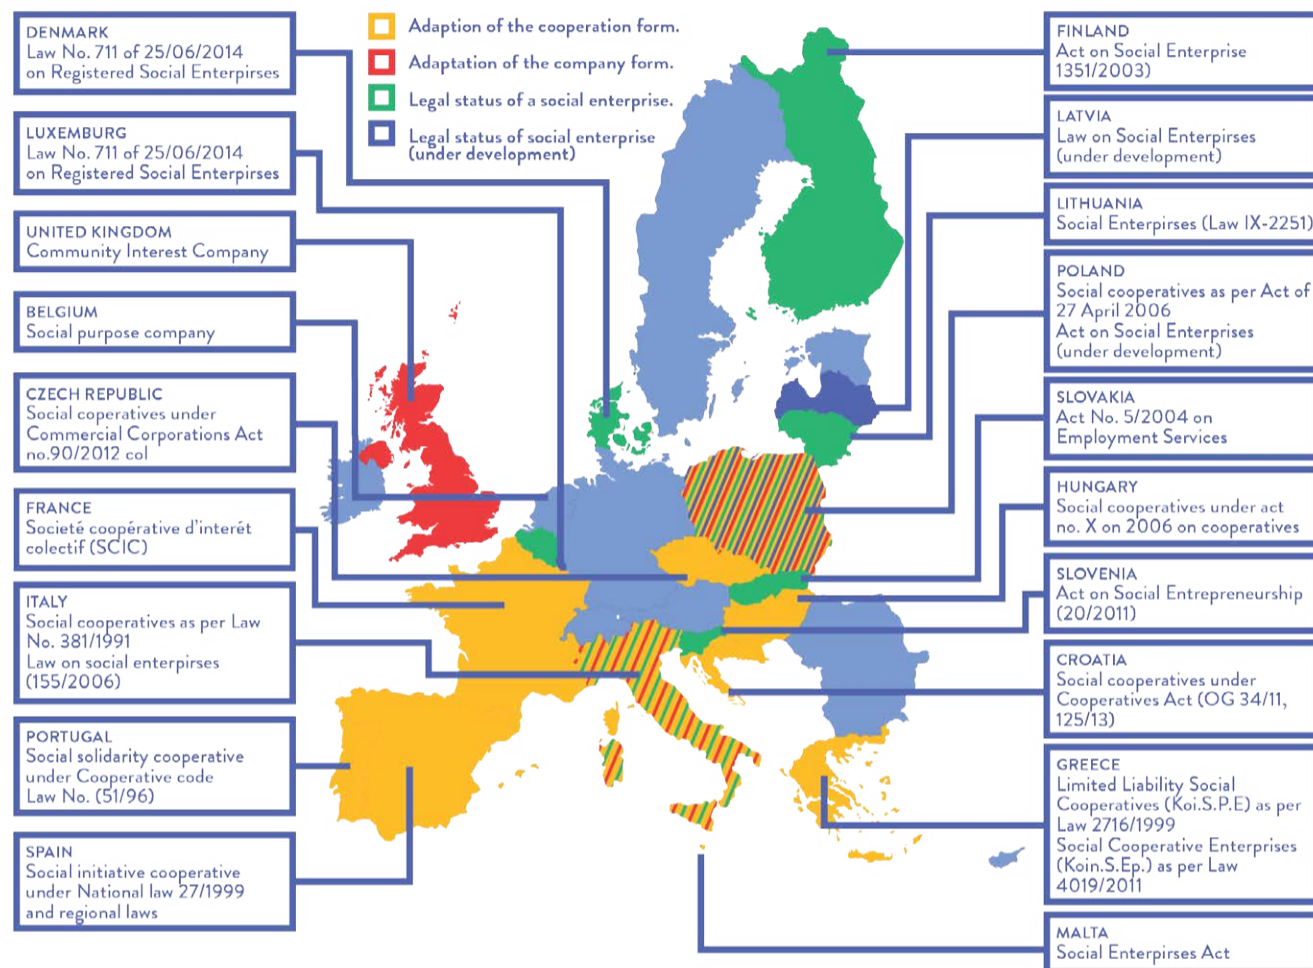 DENMARK
Law No. 711 of 25/06/2014
on Registered Social Enterpirses
LUXEMBURG
Law No. 711 of 25/06/2014
on Registered Social Enterpirses
UNITED KINGDOM
Community Interest Company
BELGIUM
Social purpose company
CZECH REPUBLIC
Social coperatives under
Commercial Corporations Act
no.90/2012 col
FRANCE
Societé coopérative d'interét
colectif (SCIC)
ITALY
Social cooperatives as per Law
No. 381/1991
Law on social enterpirses
(155/2006)
PORTUGAL
Social solidarity cooperative
under Cooperative code
Law No. (51/96)
SPAIN
Social initiative cooperative
under National law 27/1999
and regional laws
Adaption of the cooperation form.
Adaptation of the company form.
Legal status of a social enterprise.
Legal status of social enterprise
(under development)
FINLAND
Act on Social Enterprise
1351/2003)
LATVIA
Law on Social Enterpirses
(under development)
LITHUANIA
Social Enterpirses (Law IX-2251)
POLAND
Social cooperatives as per Act of
27 April 2006
Act on Social Enterprises
(under development)
SLOVAKIA
Act No. 5/2004 on
Employment Services
HUNGARY
Social cooperatives under act
no. X on 2006 on cooperatives
SLOVENIA
Act on Social Entrepreneurship
(20/2011)
CROATIA
Social cooperatives under
Cooperatives Act (OG 34/11,
125/13)
GREECE
Limited Liability Social
Cooperatives (Koi.S.P.E) as per
Law 2716/1999
Social Cooperative Enterprises
(Koin.S.Ep.) as per Law
4019/2011
MALTA
Social Enterpirses Act